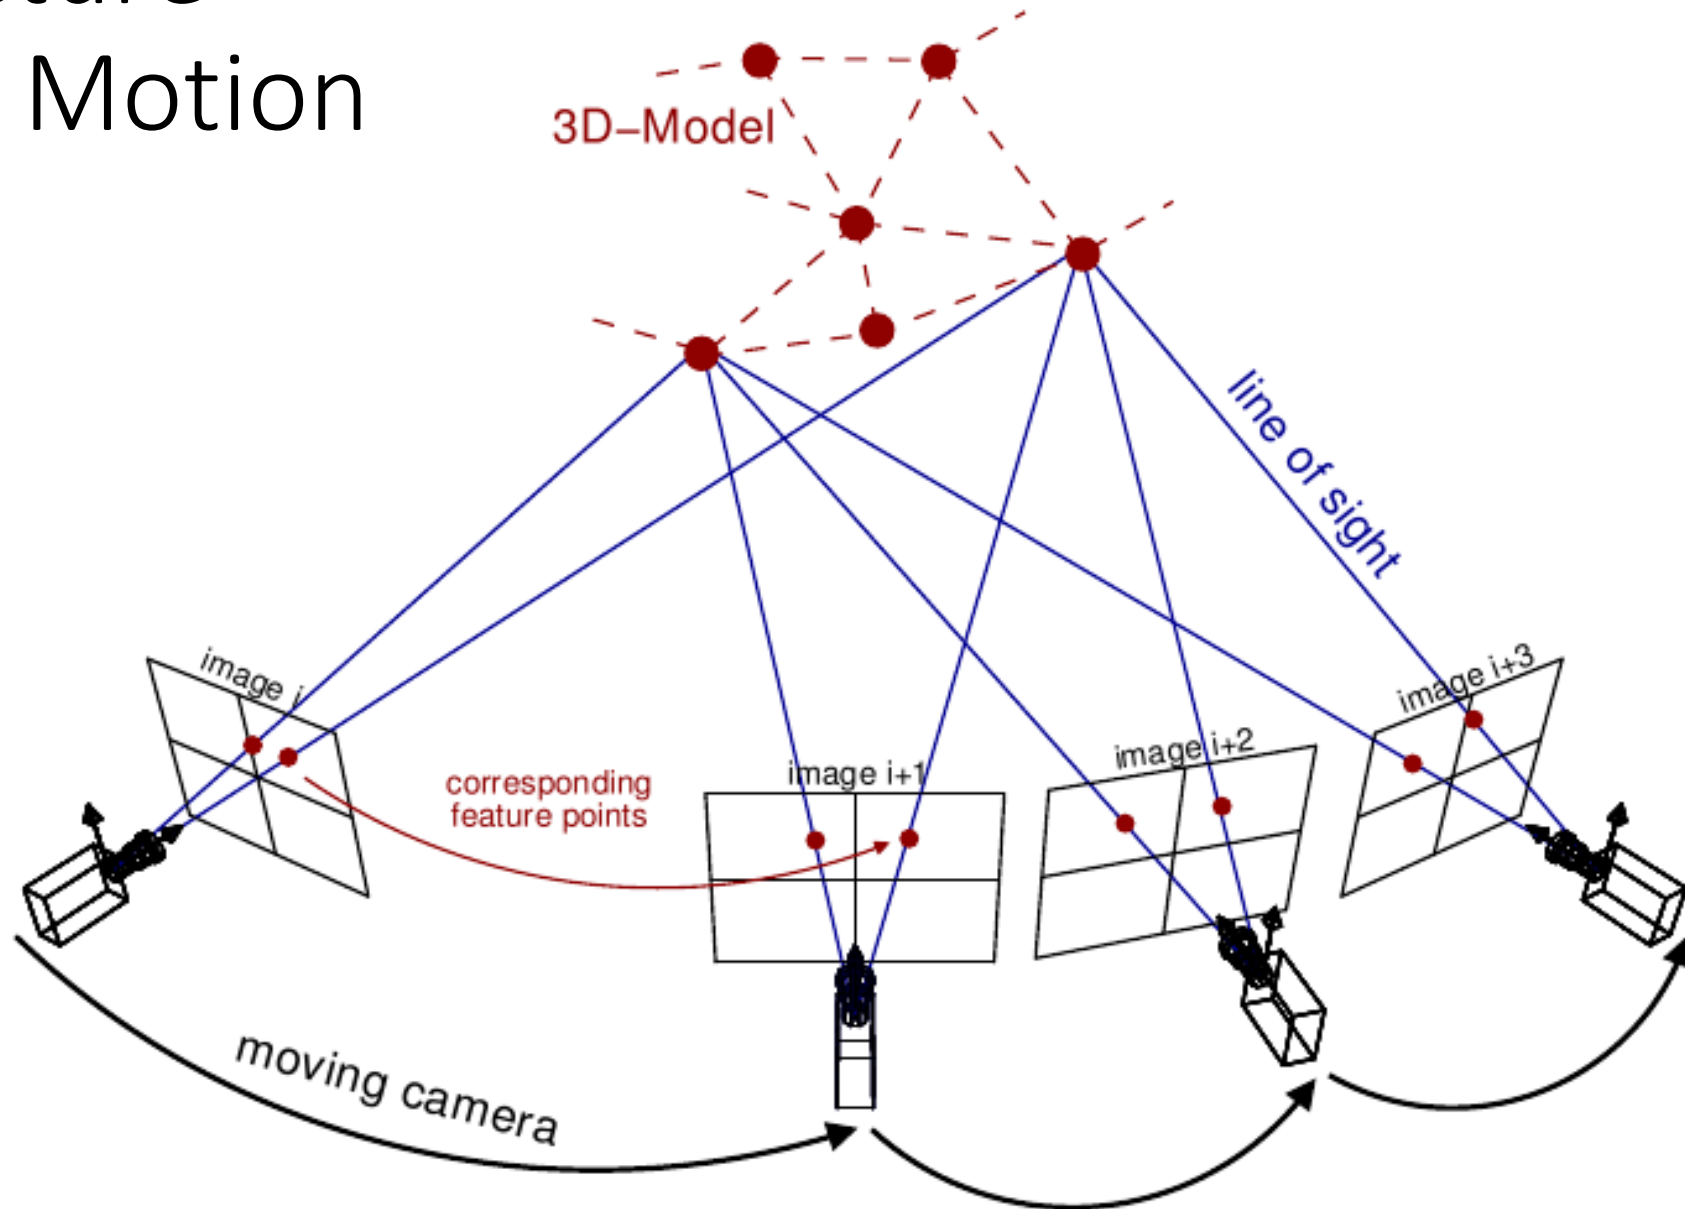 Motion
3D–Model
line of sight
image i
image i+3
image i+2
image i+1
corresponding
feature points
moving camera